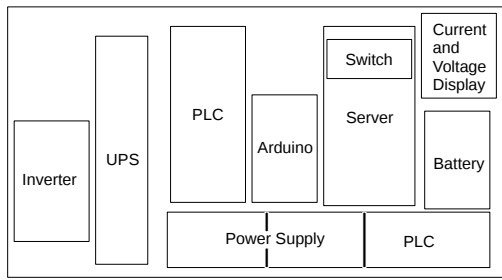 Current
and
Voltage
Display
Switch
PLC
Server
Arduino
UPS
Battery
Inverter
Power Supply
PLC